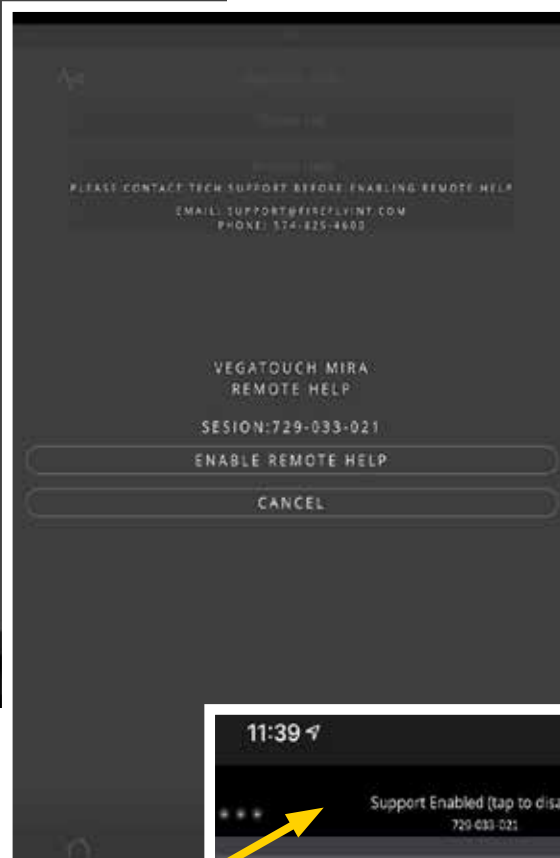 PLEASE CONTACT TECH SUPPORT BEFORE ENABLING REMOTE HELP
EMAIL: SUPPORT@FIREFLYINT.COM
PHONE: 574-825-4600
VEGATOUCH MIRA
REMOTE HELP
SESION:729-033-021
ENABLE REMOTE HELP
CANCEL
11:39
Support Enabled (tap to disa
729-033-021